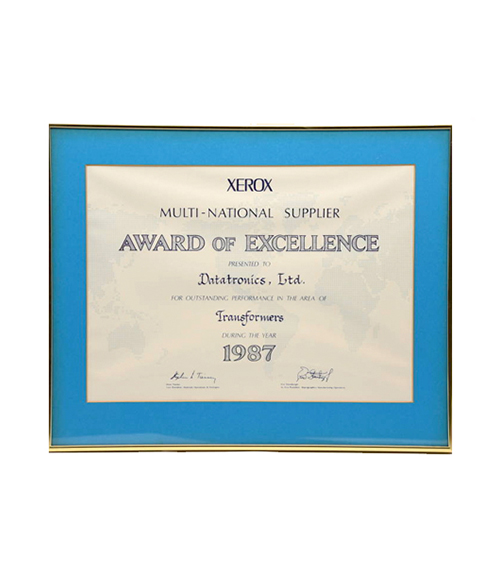 XEROX
MULTI-NATIONAL SUPPLIER
AWARD OF EXCELLENCE
PRESENTED TO
Datatronics, Ltd.
FOR OUTSTANDING PERFORMANCE IN THE AREA OF
Transformers
DURING THE YEAR
1987